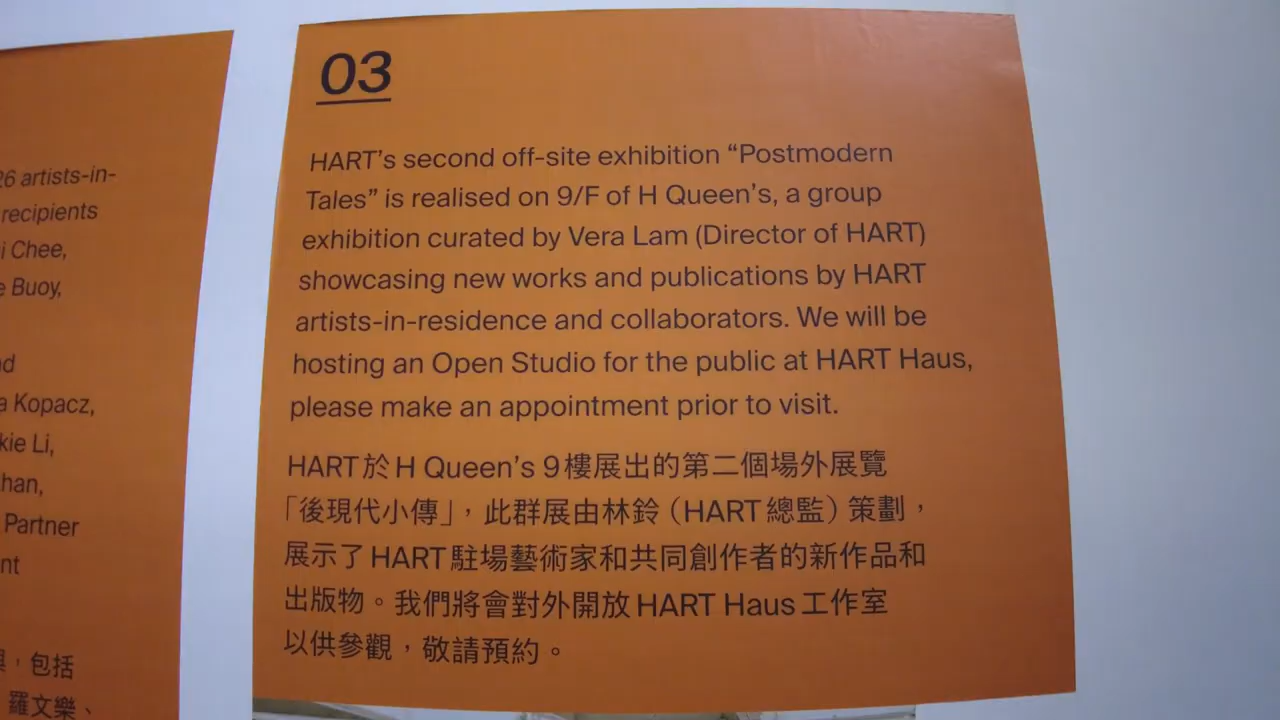 26 artists-in-
recipients
i Chee,
e Buoy,
nd
a Kopacz,
kie Li,
han,
Partner
nt
，包括
羅文樂、
03
HART’s second off-site exhibition “Postmodern
Tales” is realised on 9/F of H Queen’s, a group
exhibition curated by Vera Lam (Director of HART)
showcasing new works and publications by HART
artists-in-residence and collaborators. We will be
hosting an Open Studio for the public at HART Haus,
please make an appointment prior to visit.
HART於H Queen’s 9樓展出的第二個場外展覽
「後現代小傳」，此群展由林鈴（HART總監）策劃，
展示了HART駐場藝術家和共同創作者的新作品和
出版物。我們將會對外開放HART Haus工作室
以供參觀，敬請預約。